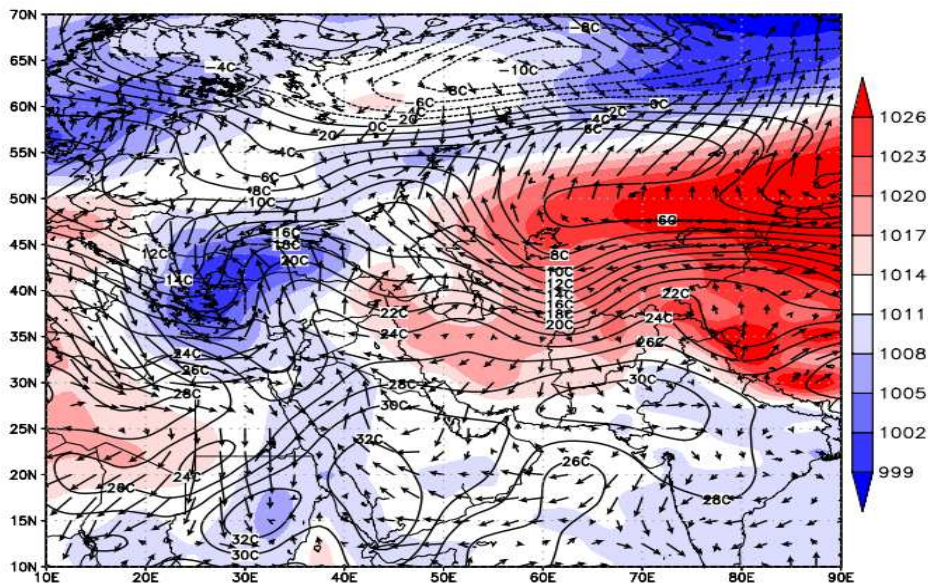 70N
-8C
-4C
-10C
65N
-6C
-8C
60N
-4C
-2C
0C
2C
0C
4C
6C
1026
55N
4C
6C
8C
1023
50N
10C
1020
16C
6C
45N
18C
12C
20C
8C
1017
14C
10C
12C
14C
22C
1014
40N
16C
22C
18C
24C
20C
1011
35N
24C
24C
26C
26C
28C
30C
1008
30N
28C
30C
1005
25N
32C
1002
24C
26C
20N
26C
28C
999
15N
32C
30C
10N
10E
20E
30E
40E
50E
60E
70E
80E
90E